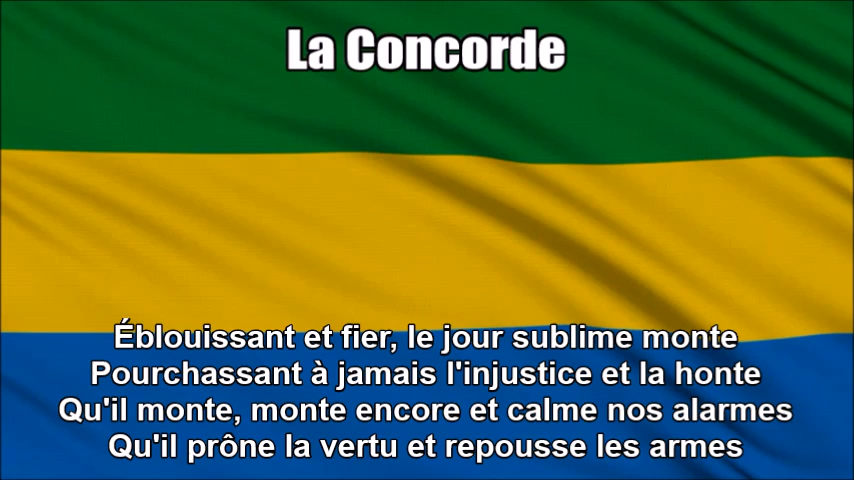 La Concorde
Éblouissant et fier, le jour sublime monte
Pourchassant à jamais l'injustice et la honte
Qu'il monte, monte encore et calme nos alarmes
Qu'il prône la vertu et repousse les armes